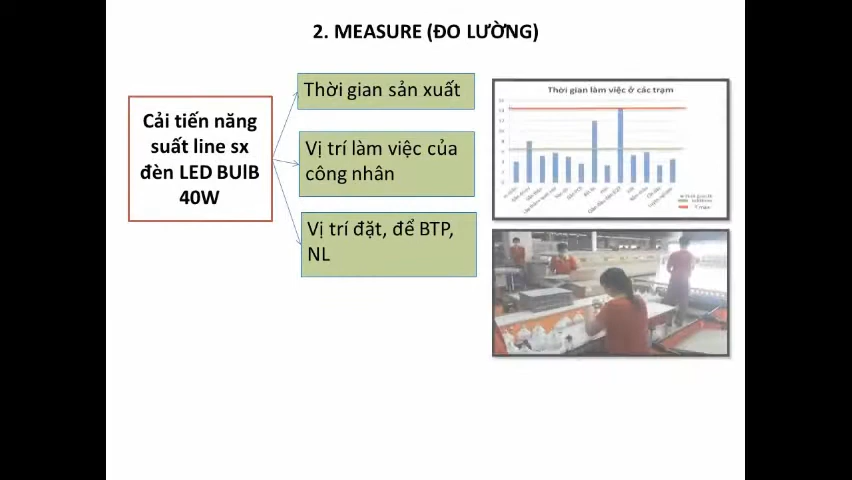 2. MEASURE (ĐO LƯỜNG)
Cải tiến năng
suất line sx
đèn LED BUlB
40W
Thời gian sản xuất
Vị trí làm việc của
công nhân
Vị trí đặt, để BTP,
NL
Thời gian làm việc ở các trạm